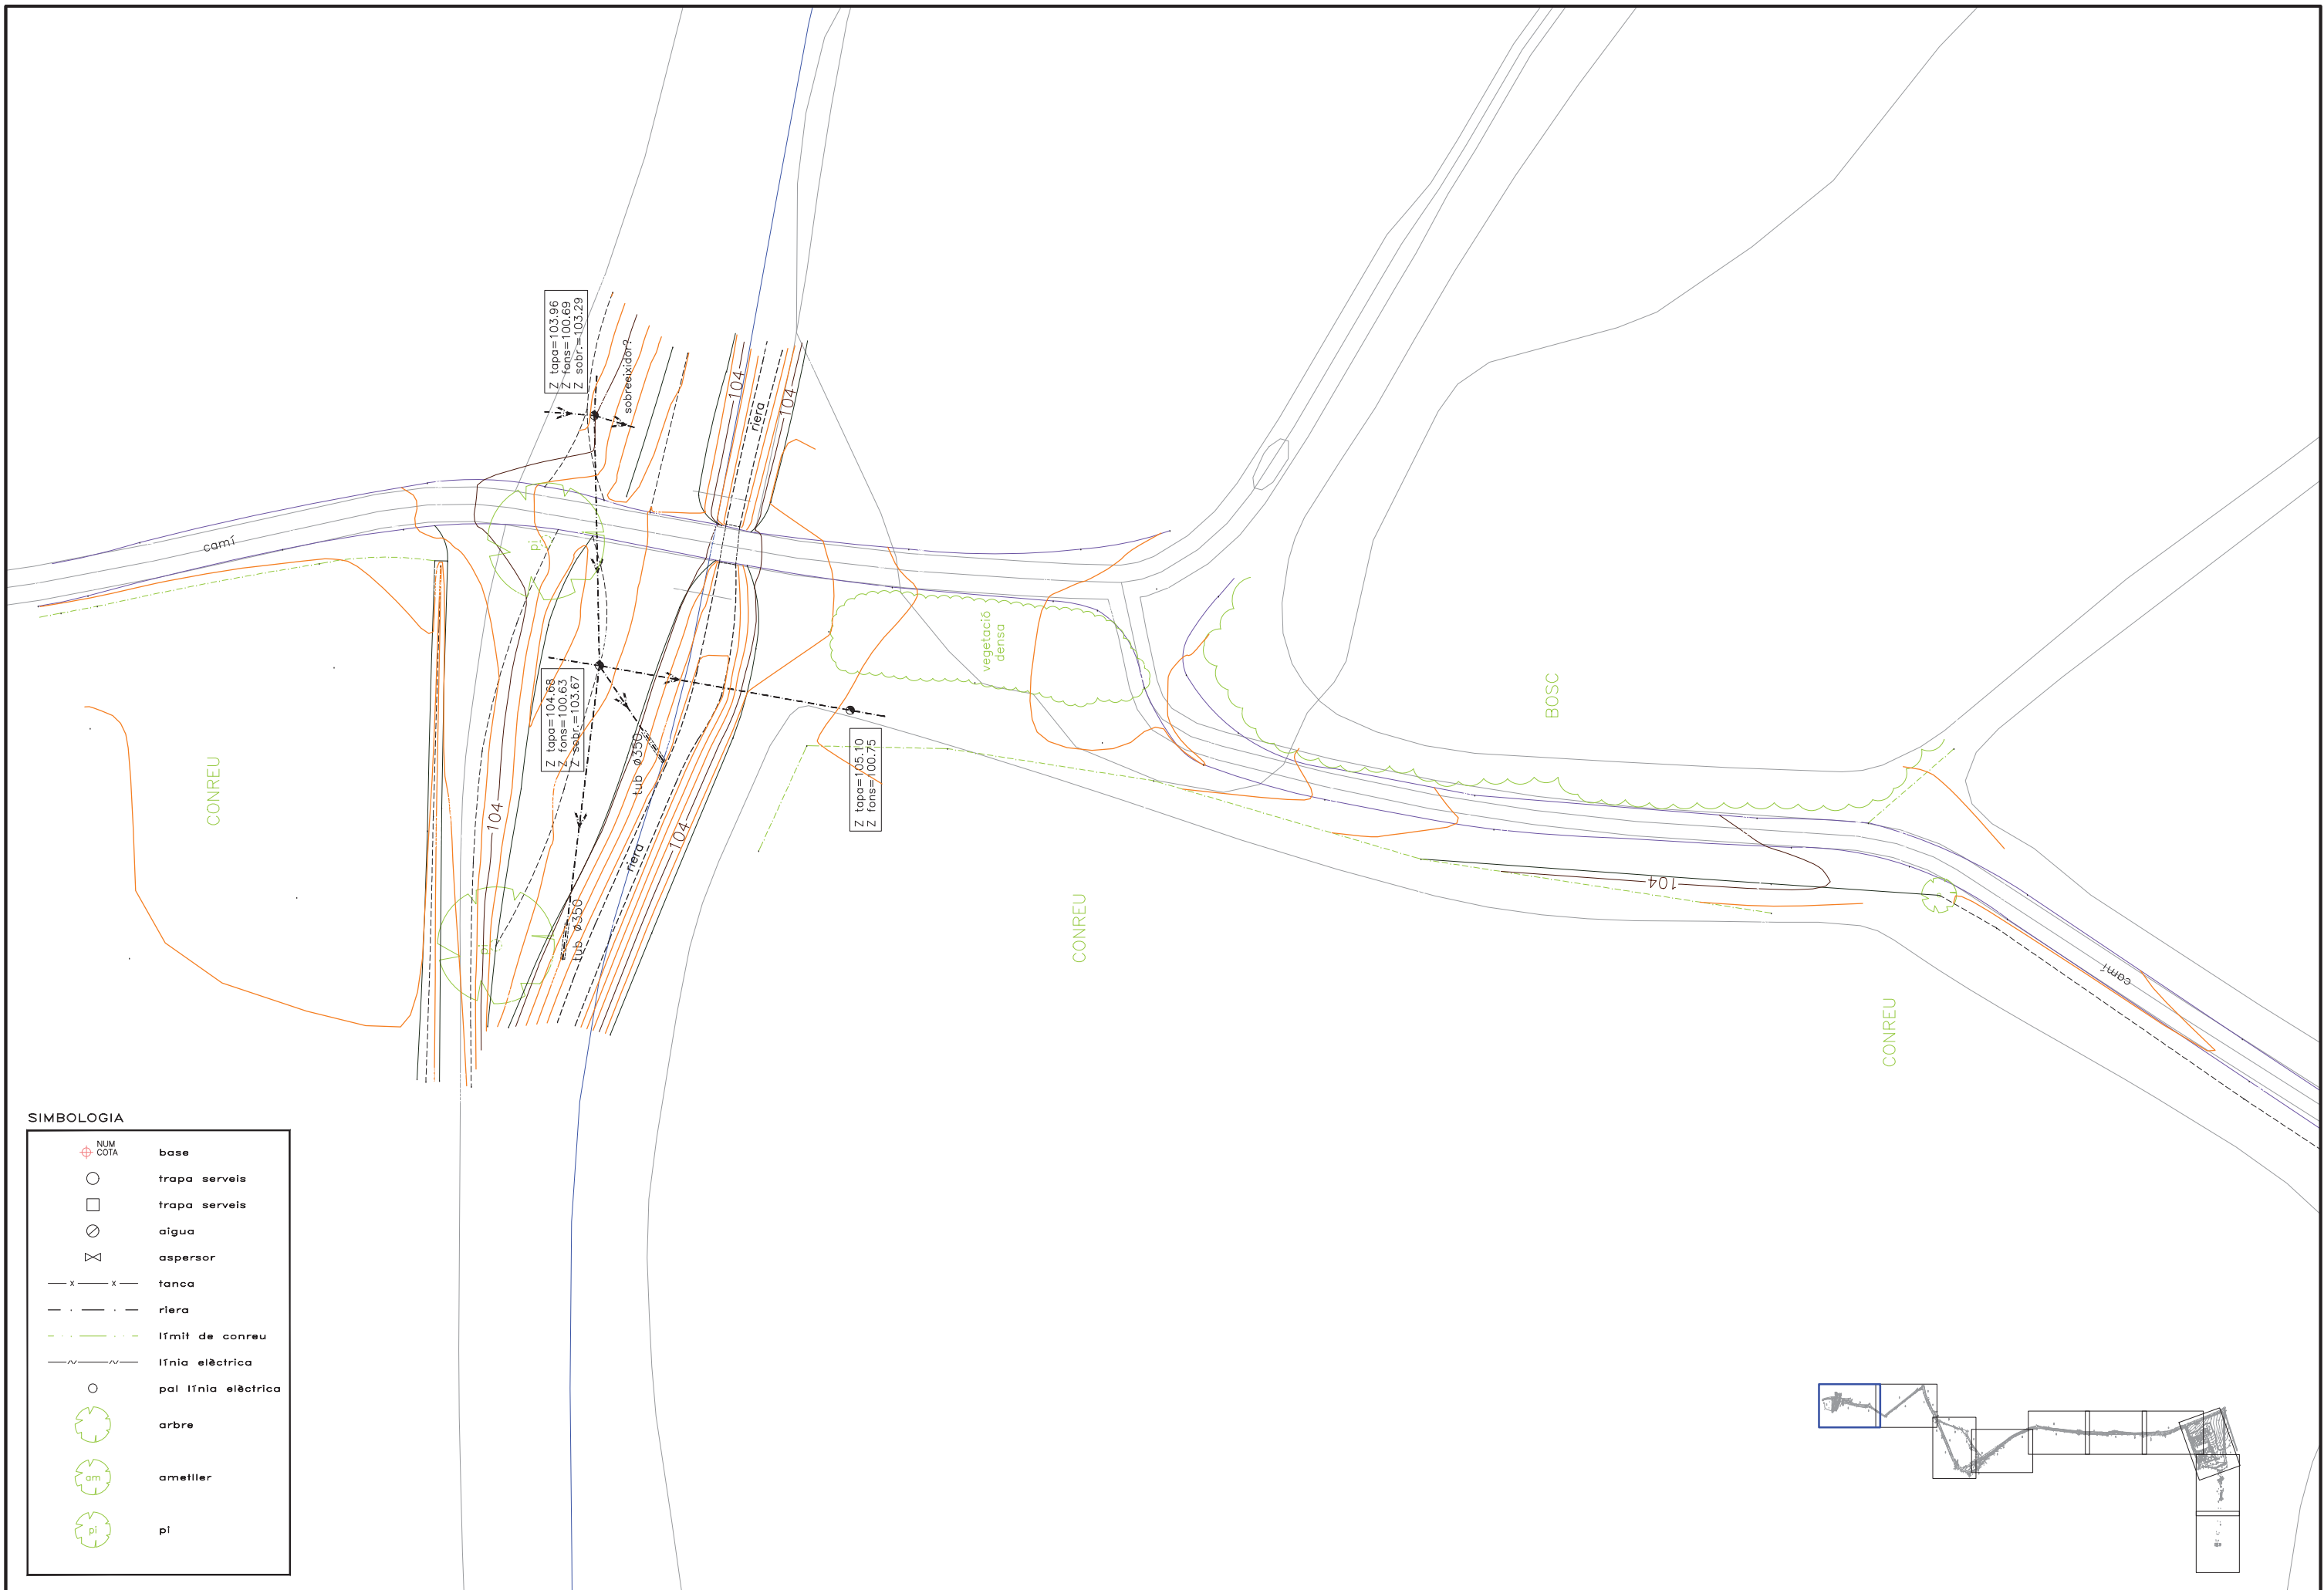 Z tapa=103.96
Z fons=100.69
Z sobr.=103.29
sobreeixidor?
104
riera
104
camí
pi
vegetació
densa
BOSC
Z tapa=104.68
Z fons=100.63
Z sobr.=103.67
tub ø350
Z tapa=105.10
Z fons=100.75
CONREU
104
104
riera
104
CONREU
pi
tub ø350
camí
CONREU
SIMBOLOGIA
NUM
COTA
base
trapa serveis
trapa serveis
aigua
aspersor
x x
tanca
riera
límit de conreu
línia elèctrica
pal línia elèctrica
arbre
am
ametller
pi
pi